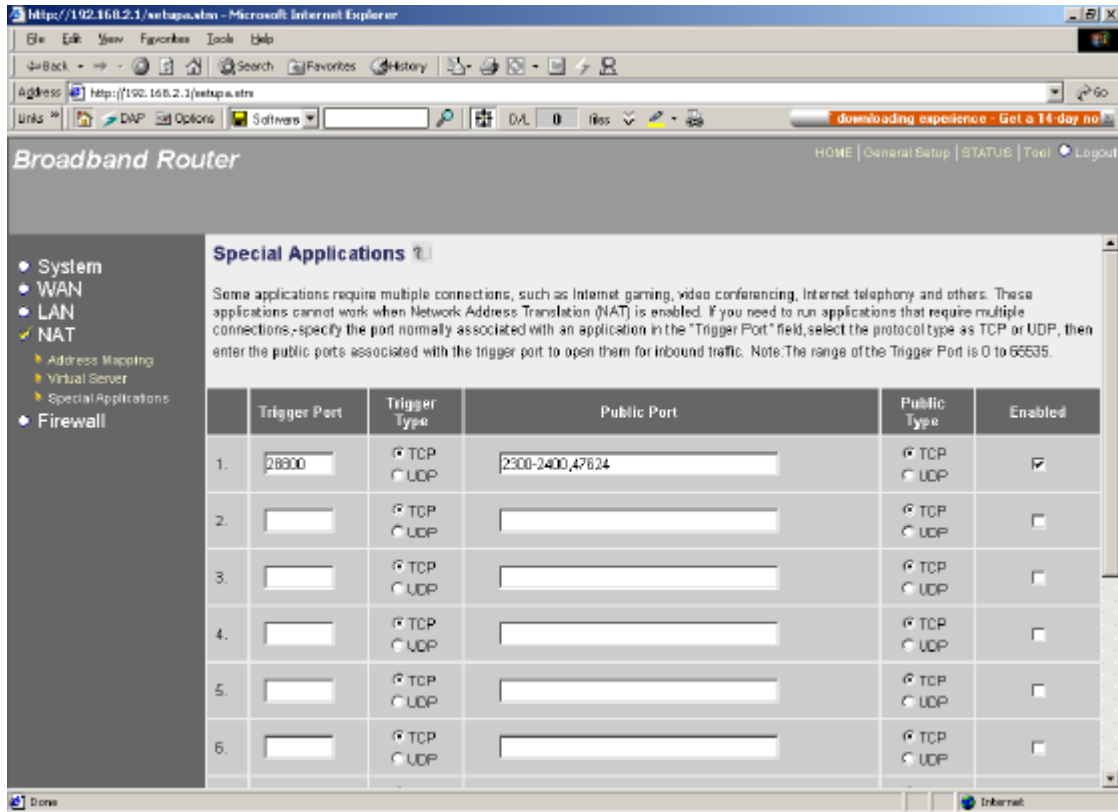 http://192.168.2.1/setupa.stm - Microsoft Internet Explorer
File Edit View Favorites Tools Help
Back Search Favorites History
Address http://192.168.2.1/setupa.stm Go
Links » DAP Options Software D/L 0 files downloading experience - Get a 14-day no
Broadband Router
HOME | General Setup | STATUS | Tool Logout
System
WAN
LAN
NAT
Address Mapping
Virtual Server
Special Applications
Firewall
Special Applications
Some applications require multiple connections, such as Internet gaming, video conferencing, Internet telephony and others. These
applications cannot work when Network Address Translation (NAT) is enabled. If you need to run applications that require multiple
connections,-specify the port normally associated with an application in the "Trigger Port" field,select the protocol type as TCP or UDP, then
enter the public ports associated with the trigger port to open them for inbound traffic. Note:The range of the Trigger Port is 0 to 65535.
Trigger Port Trigger Type Public Port Public Type Enabled
1. 28800 TCP UDP 2300-2400,47624 TCP UDP
2. TCP UDP TCP UDP
3. TCP UDP TCP UDP
4. TCP UDP TCP UDP
5. TCP UDP TCP UDP
6. TCP UDP TCP UDP
Done Internet